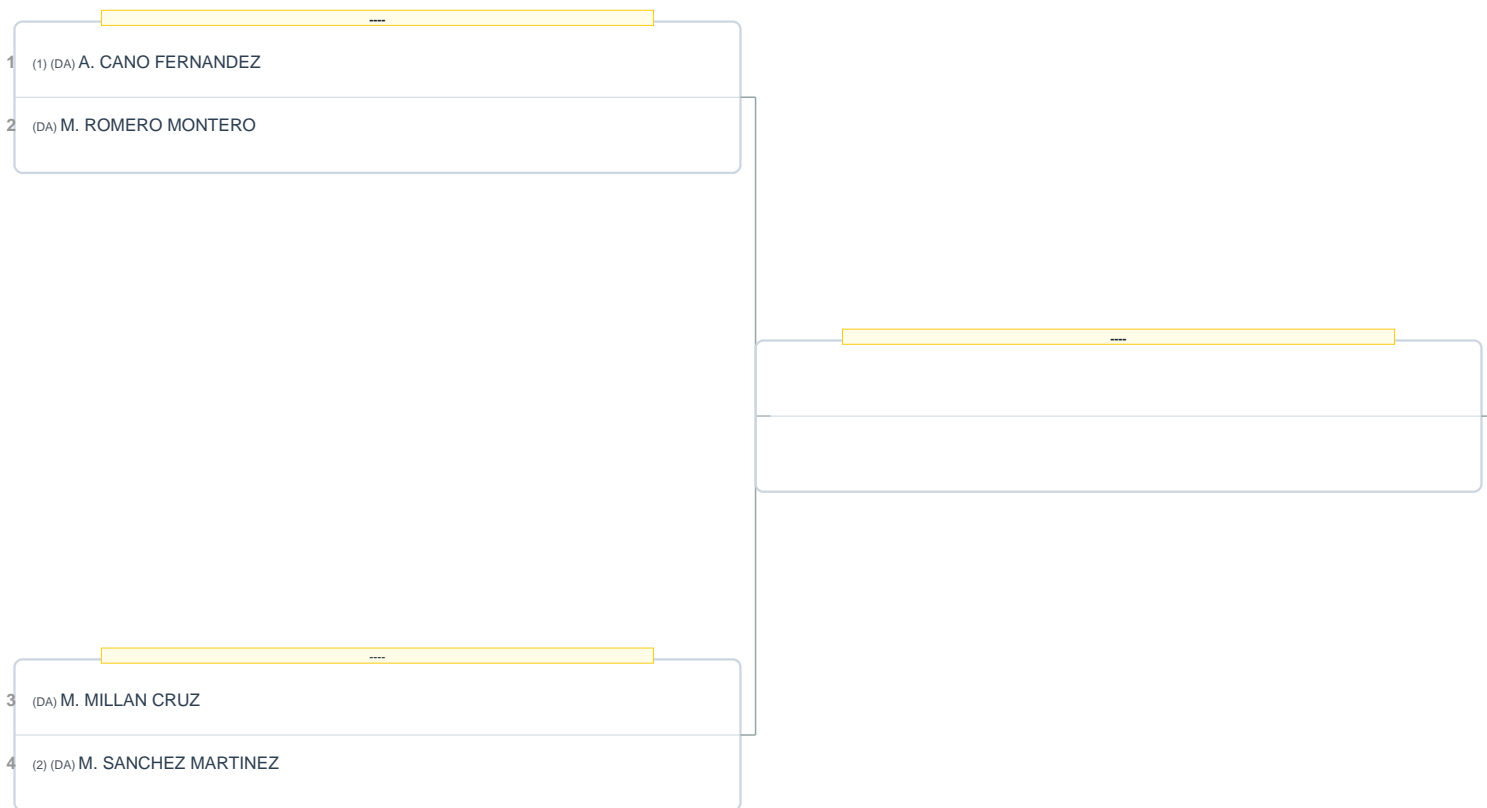 ----
1 (1) (DA) A. CANO FERNANDEZ
2 (DA) M. ROMERO MONTERO
----
----
3 (DA) M. MILLAN CRUZ
4 (2) (DA) M. SANCHEZ MARTINEZ